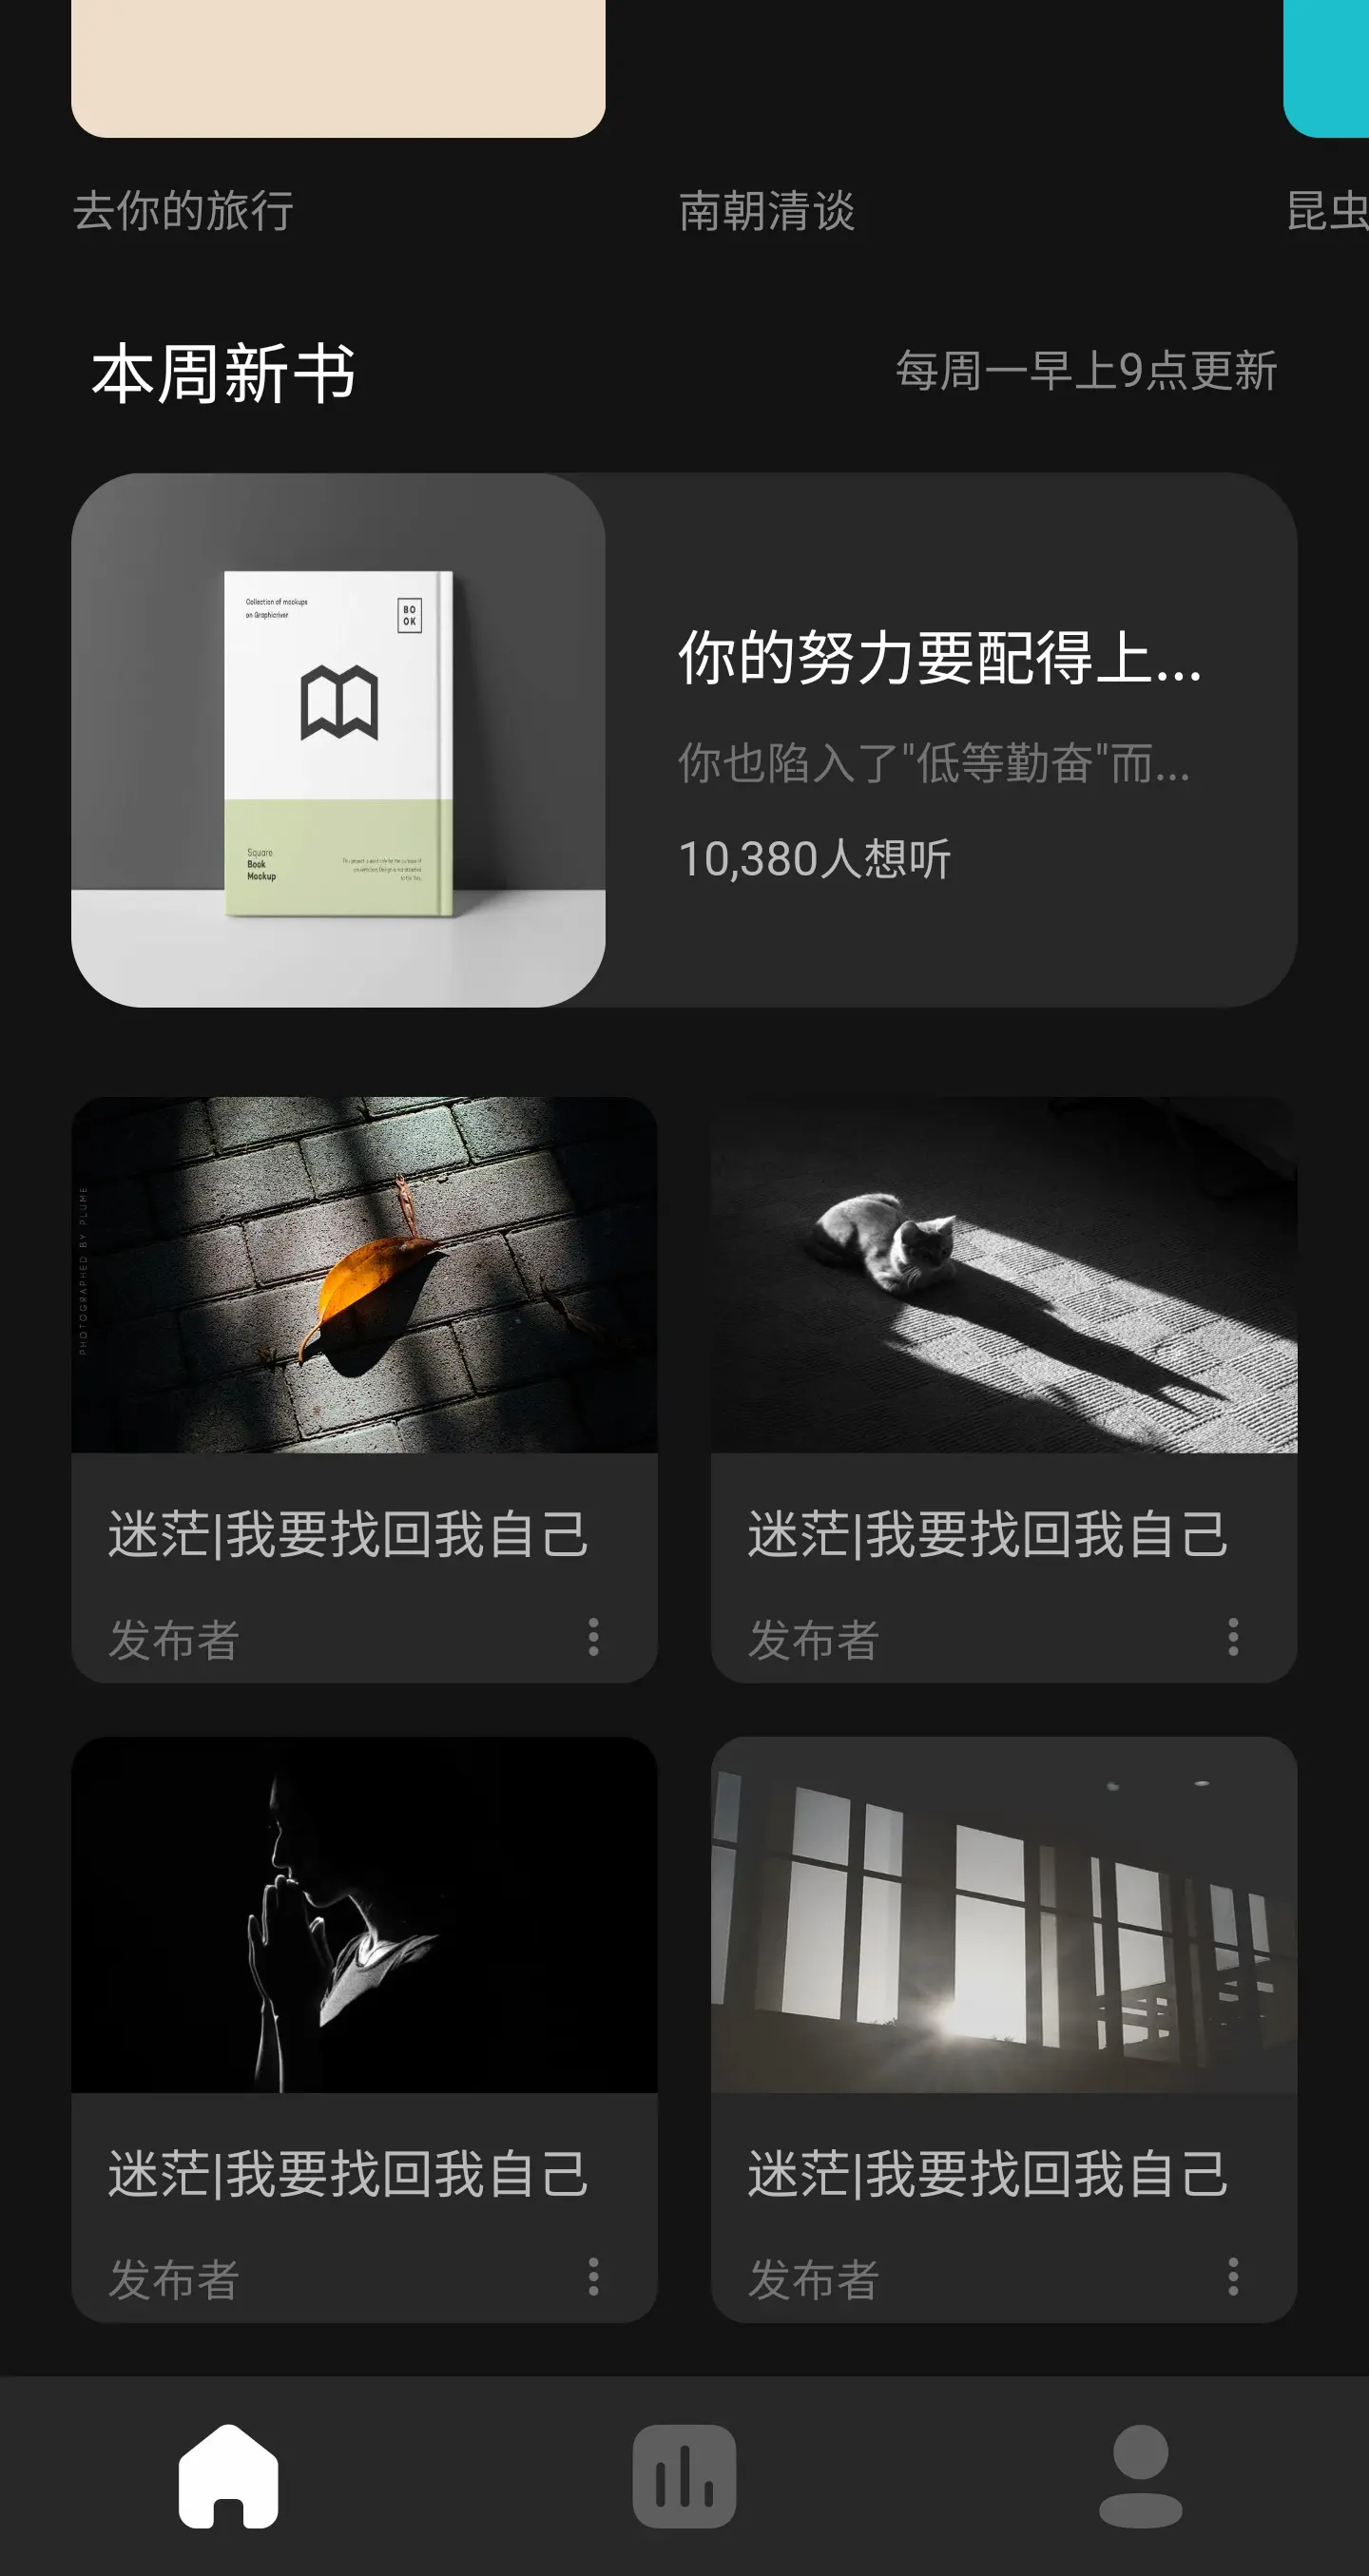 去你的旅行
南朝清谈
昆虫
本周新书
每周一早上9点更新
Collection of mockups
on Graphicriver
BO
OK
Square
Book
Mockup
你的努力要配得上...
你也陷入了"低等勤奋"而...
10,380人想听
PHOTOGRAPHED BY PLUME
迷茫|我要找回我自己
发布者
迷茫|我要找回我自己
发布者
迷茫|我要找回我自己
发布者
迷茫|我要找回我自己
发布者